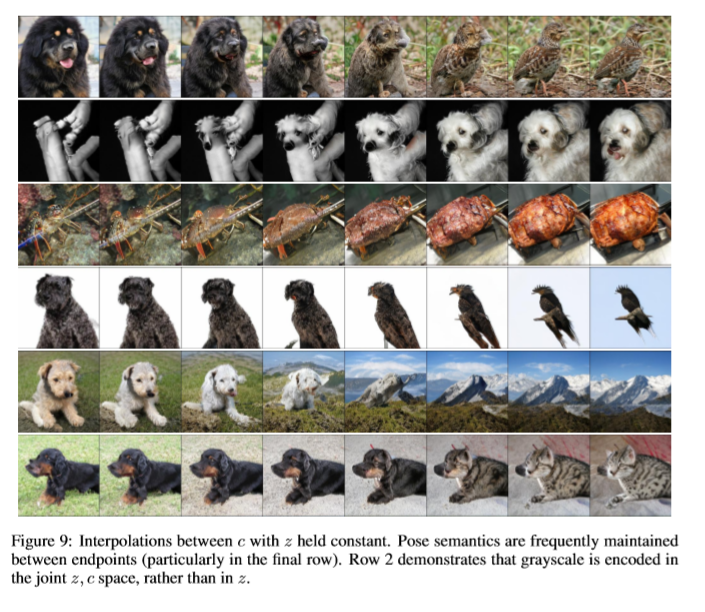 Figure 9: Interpolations between c with z held constant. Pose semantics are frequently maintained
between endpoints (particularly in the final row). Row 2 demonstrates that grayscale is encoded in
the joint z, c space, rather than in z.